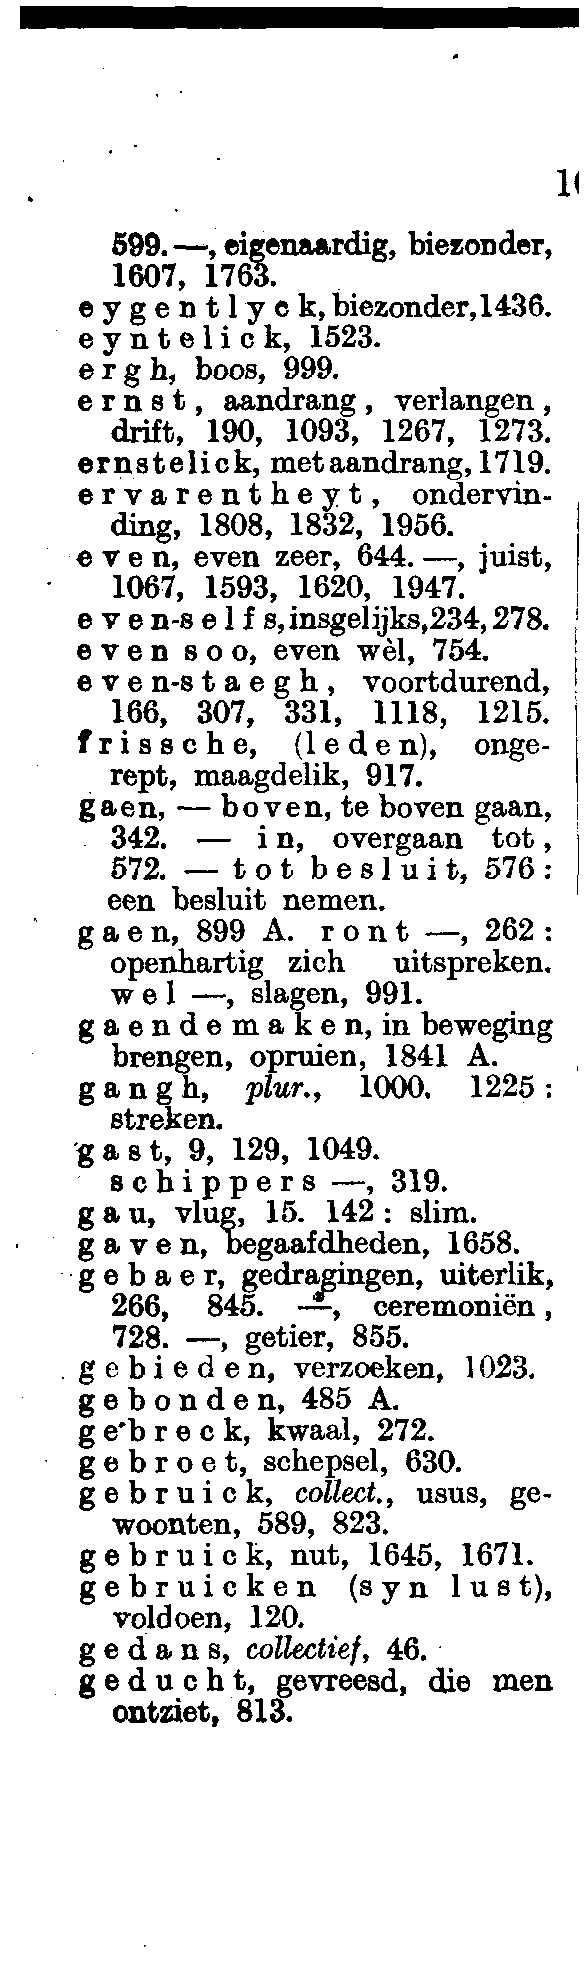 599. —, eigenaardig, biezonder,
1607, 1763.
eygentlyck, biezonder, 1436.
eyntelick, 1523.
ergh, boos, 999.
ernst, aandrang, verlangen,
drift, 190, 1093, 1267, 1273.
ernstelick, met aandrang, 1719.
ervarentheyt, ondervin-
ding, 1808, 1832, 1956.
even, even zeer, 644. —, juist,
1067, 1593, 1620, 1947.
even-selfs, insgelijks, 234, 278.
even soo, even wèl, 754.
even-staegh, voortdurend,
166, 307, 331, 1118, 1215.
frissche, (leden), onge-
rept, maagdelik, 917.
gaen, — boven, te boven gaan,
342. — in, overgaan tot,
572. — tot besluit, 576:
een besluit nemen.
gaen, 899 A. ront —, 262:
openhartig zich uitspreken.
wel —, slagen, 991.
gaende maken, in beweging
brengen, opruien, 1841 A.
gangh, plur., 1000. 1225:
streken.
gast, 9, 129, 1049.
schippers —, 319.
gau, vlug, 15. 142: slim.
gaven, begaafdheden, 1658.
gebaer, gedragingen, uiterlik,
266, 845. —, ceremoniën,
728. —, getier, 855.
gebieden, verzoeken, 1023.
gebonden, 485 A.
gebreck, kwaal, 272.
gebroet, schepsel, 630.
gebruick, collect., usus, ge-
woonten, 589, 823.
gebruick, nut, 1645, 1671.
gebruicken (syn lust),
voldoen, 120.
gedans, collectief, 46.
geducht, gevreesd, die men
ontziet, 813.